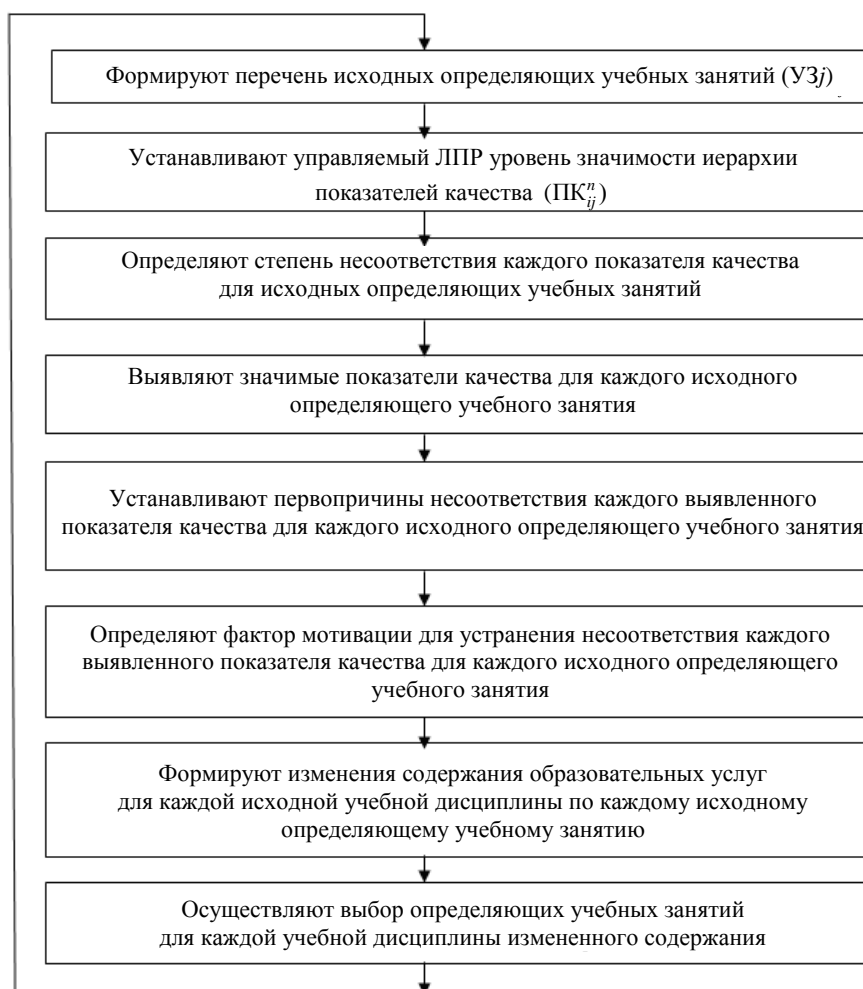 Формируют перечень исходных определяющих учебных занятий (УЗj)
Устанавливают управляемый ЛПР уровень значимости иерархии
показателей качества (ПК^n_ij)
Определяют степень несоответствия каждого показателя качества
для исходных определяющих учебных занятий
Выявляют значимые показатели качества для каждого исходного
определяющего учебного занятия
Устанавливают первопричины несоответствия каждого выявленного
показателя качества для каждого исходного определяющего учебного занятия
Определяют фактор мотивации для устранения несоответствия каждого
выявленного показателя качества для каждого исходного определяющего
учебного занятия
Формируют изменения содержания образовательных услуг
для каждой исходной учебной дисциплины по каждому исходному
определяющему учебному занятию
Осуществляют выбор определяющих учебных занятий
для каждой учебной дисциплины измененного содержания